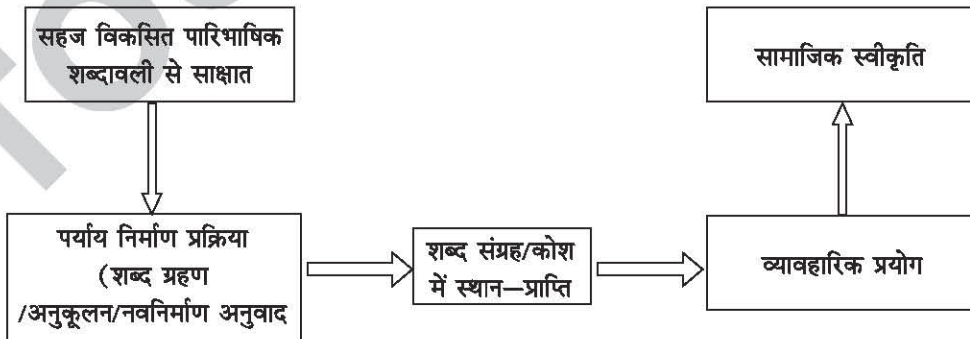 सहज विकसित पारिभाषिक
शब्दावली से साक्षात
पर्याय निर्माण प्रक्रिया
(शब्द ग्रहण
/अनुकूलन/नवनिर्माण अनुवाद
शब्द संग्रह/कोश
में स्थान–प्राप्ति
व्यावहारिक प्रयोग
सामाजिक स्वीकृति